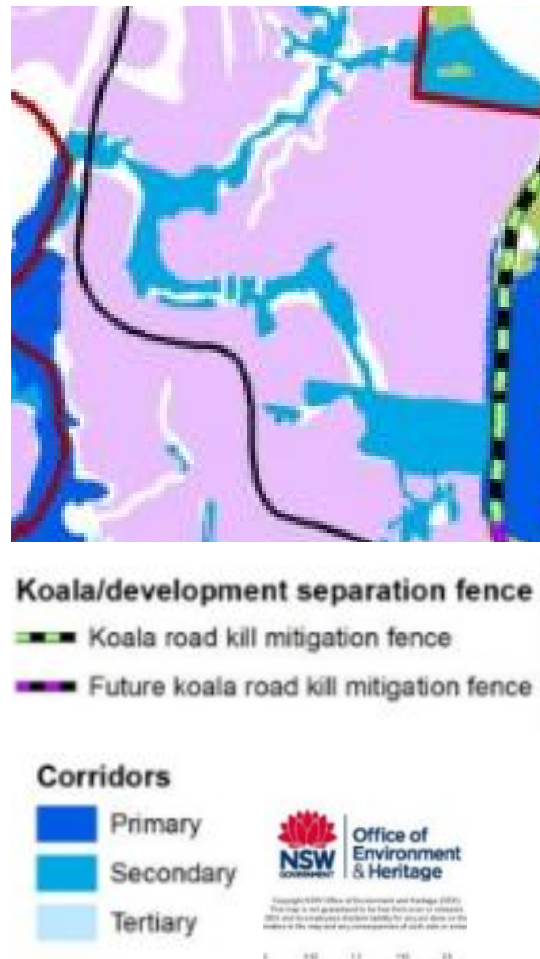 Koala/development separation fence
Koala road kill mitigation fence
Future koala road kill mitigation fence
Corridors
Primary
Secondary
Tertiary
NSW
GOVERNMENT
Office of
Environment
& Heritage